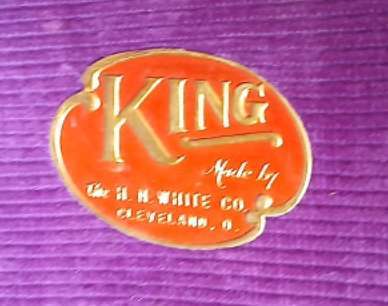 KING
Made by
The H. N. WHITE CO.
CLEVELAND, O.